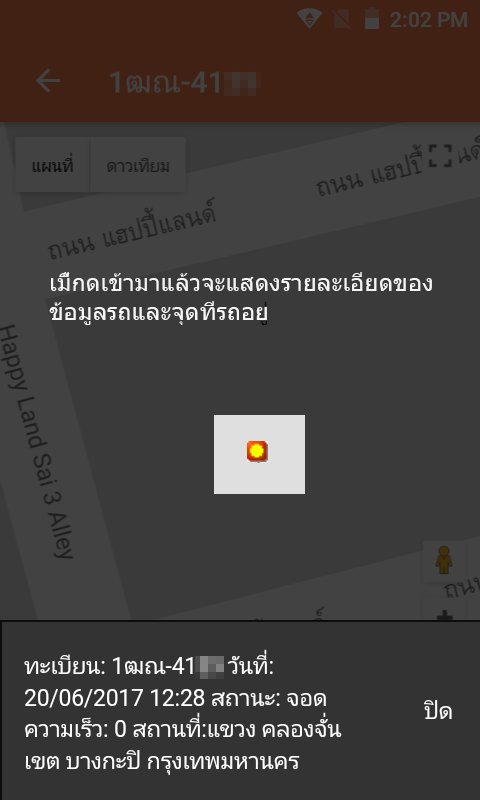 2:02 PM
1ฒณ-41
แผนที่ ดาวเทียม
ถนน แฮปปี้แลนด์
ถนน แฮปปี้แลนด์
เมืกดเข้ามาแล้วจะแสดงรายละเอียดของ
ข้อมูลรถและจุดที่รถอยู่
Happy Land Sai 3 Alley
ถนน
ทะเบียน: 1ฒณ-41 วันที่:
20/06/2017 12:28 สถานะ: จอด
ความเร็ว: 0 สถานที่:แขวง คลองจั่น
เขต บางกะปิ กรุงเทพมหานคร
ปิด